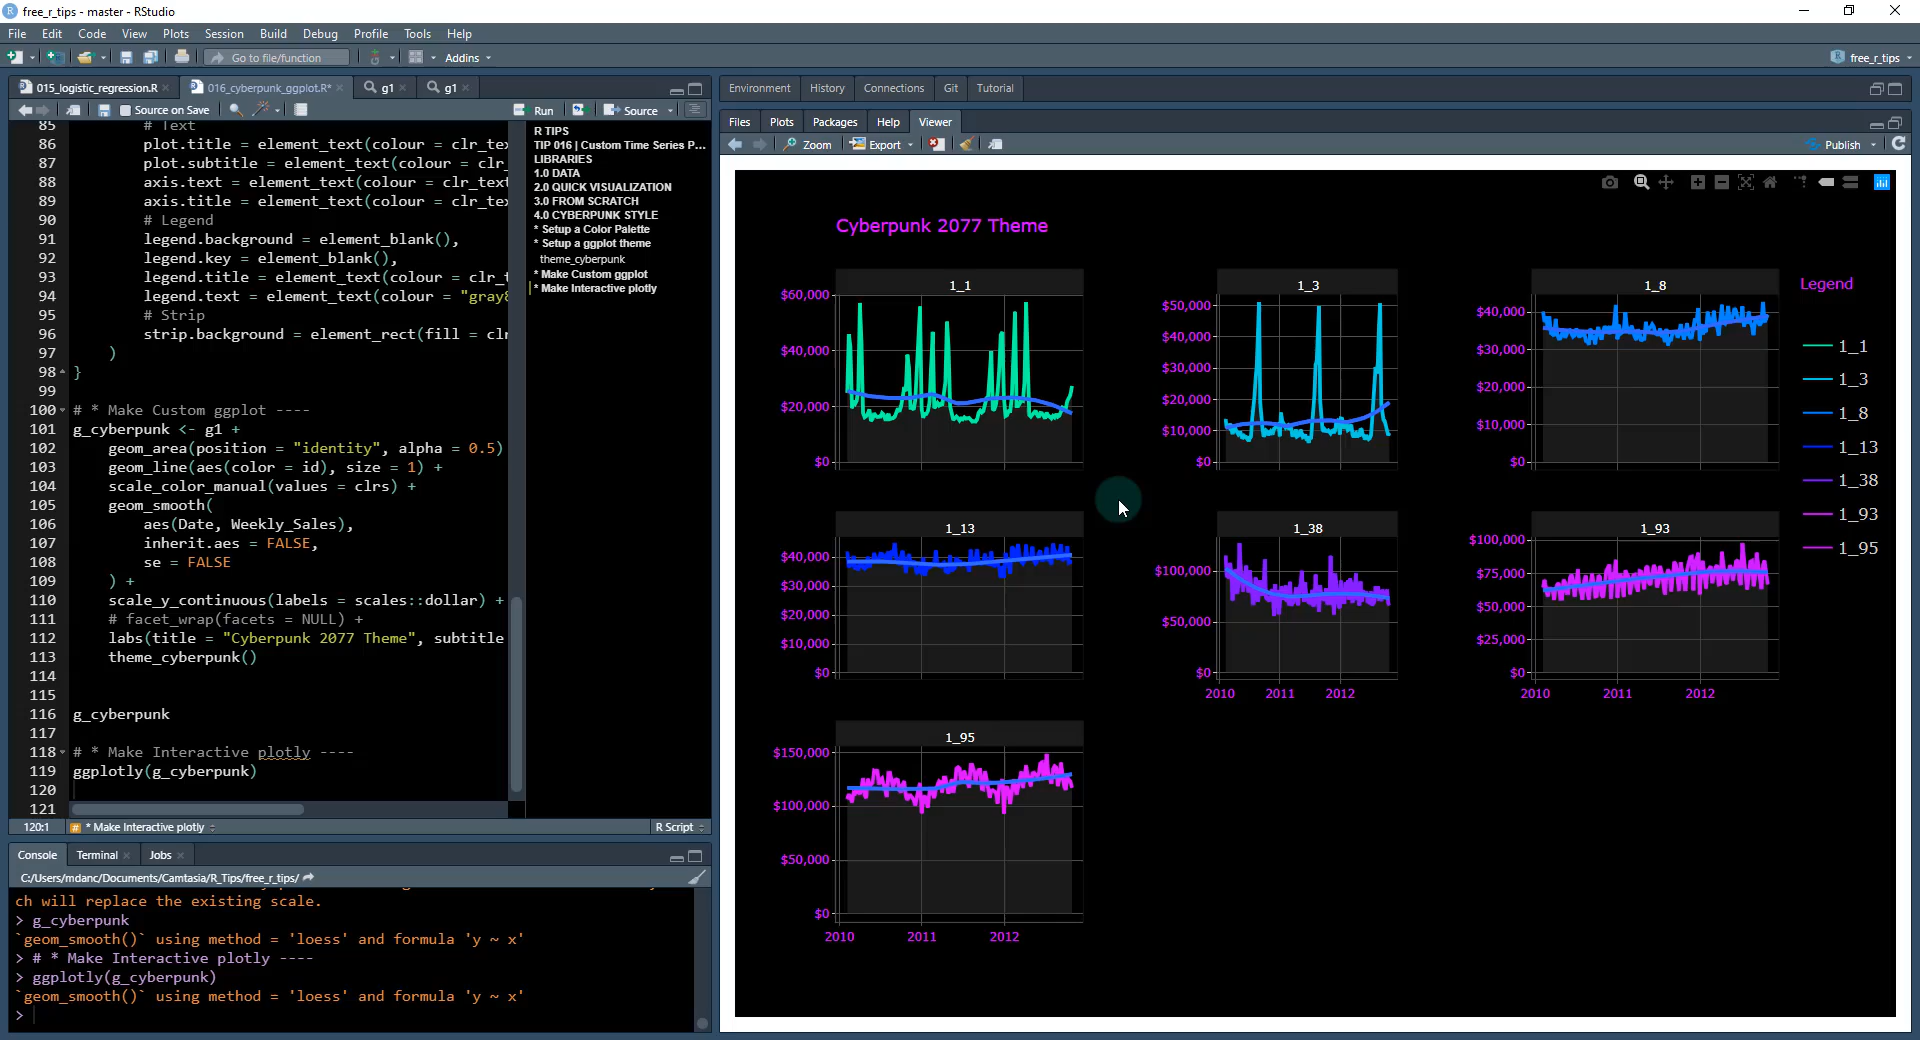 free_r_tips - master - RStudio
File Edit Code View Plots Session Build Debug Profile Tools Help
Go to file/function Addins free_r_tips
015_logistic_regression.R 016_cyberpunk_ggplot.R* g1 g1
Source on Save Run Source
85 # Text
86 plot.title = element_text(colour = clr_te
87 plot.subtitle = element_text(colour = clr_
88 axis.text = element_text(colour = clr_text
89 axis.title = element_text(colour = clr_te
90 # Legend
91 legend.background = element_blank(),
92 legend.key = element_blank(),
93 legend.title = element_text(colour = clr_t
94 legend.text = element_text(colour = "gray8
95 # Strip
96 strip.background = element_rect(fill = clr
97 )
98 }
99
100 # * Make Custom ggplot ----
101 g_cyberpunk <- g1 +
102 geom_area(position = "identity", alpha = 0.5)
103 geom_line(aes(color = id), size = 1) +
104 scale_color_manual(values = clrs) +
105 geom_smooth(
106 aes(Date, Weekly_Sales),
107 inherit.aes = FALSE,
108 se = FALSE
109 ) +
110 scale_y_continuous(labels = scales::dollar) +
111 # facet_wrap(facets = NULL) +
112 labs(title = "Cyberpunk 2077 Theme", subtitle
113 theme_cyberpunk()
114
115
116 g_cyberpunk
117
118 # * Make Interactive plotly ----
119 ggplotly(g_cyberpunk)
120
121
R TIPS
TIP 016 | Custom Time Series P...
LIBRARIES
1.0 DATA
2.0 QUICK VISUALIZATION
3.0 FROM SCRATCH
4.0 CYBERPUNK STYLE
* Setup a Color Palette
* Setup a ggplot theme
theme_cyberpunk
* Make Custom ggplot
* Make Interactive plotly
120:1 # * Make Interactive plotly R Script
Console Terminal Jobs
C:/Users/mdanc/Documents/Camtasia/R_Tips/free_r_tips/
ch will replace the existing scale.
> g_cyberpunk
`geom_smooth()` using method = 'loess' and formula 'y ~ x'
> # * Make Interactive plotly ----
> ggplotly(g_cyberpunk)
`geom_smooth()` using method = 'loess' and formula 'y ~ x'
>
Environment History Connections Git Tutorial
Files Plots Packages Help Viewer
Zoom Export Publish
Cyberpunk 2077 Theme
1_1
$60,000
$40,000
$20,000
$0
1_3
$50,000
$40,000
$30,000
$20,000
$10,000
$0
1_8
$40,000
$30,000
$20,000
$10,000
$0
1_13
$40,000
$30,000
$20,000
$10,000
$0
1_38
$100,000
$50,000
$0
2010 2011 2012
1_93
$100,000
$75,000
$50,000
$25,000
$0
2010 2011 2012
1_95
$150,000
$100,000
$50,000
$0
2010 2011 2012
Legend
1_1
1_3
1_8
1_13
1_38
1_93
1_95